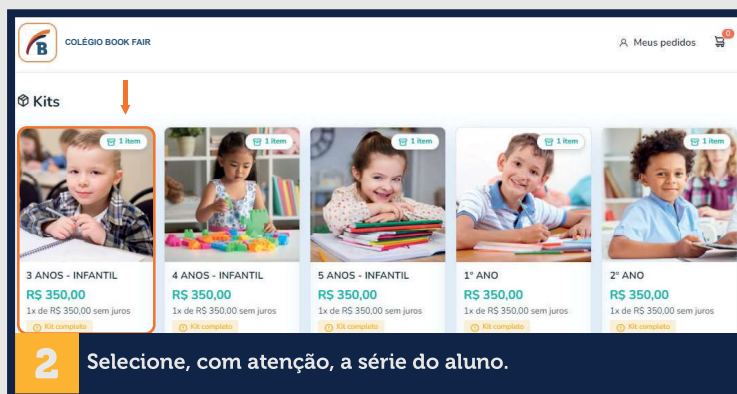 B
COLÉGIO BOOK FAIR
Meus pedidos
0
Kits
1 item
1 item
1 item
1 item
1 item
3 ANOS - INFANTIL
R$ 350,00
1x de R$ 350,00 sem juros
Kit completo
4 ANOS - INFANTIL
R$ 350,00
1x de R$ 350,00 sem juros
Kit completo
5 ANOS - INFANTIL
R$ 350,00
1x de R$ 350,00 sem juros
Kit completo
1° ANO
R$ 350,00
1x de R$ 350,00 sem juros
Kit completo
2° ANO
R$ 350,00
1x de R$ 350,00 sem juros
Kit completo
2
Selecione, com atenção, a série do aluno.